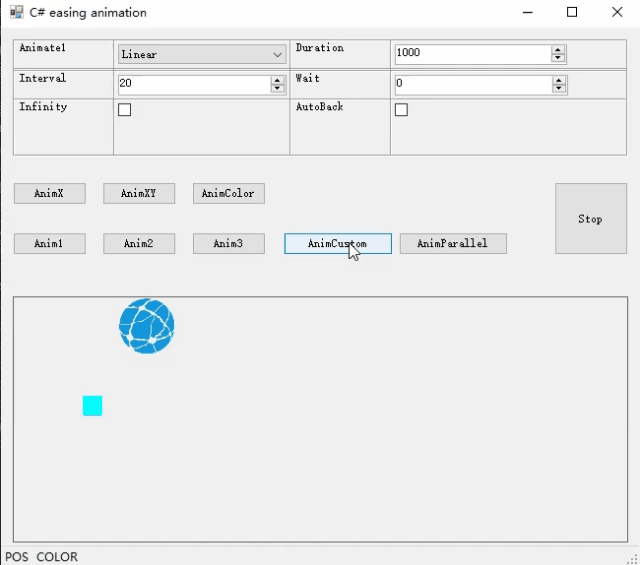 C# easing animation
Animate1 Linear Duration 1000
Interval 20 Wait 0
Infinity AutoBack
AnimX AnimXY AnimColor
Stop
Anim1 Anim2 Anim3 AnimCustom AnimParallel
POS COLOR